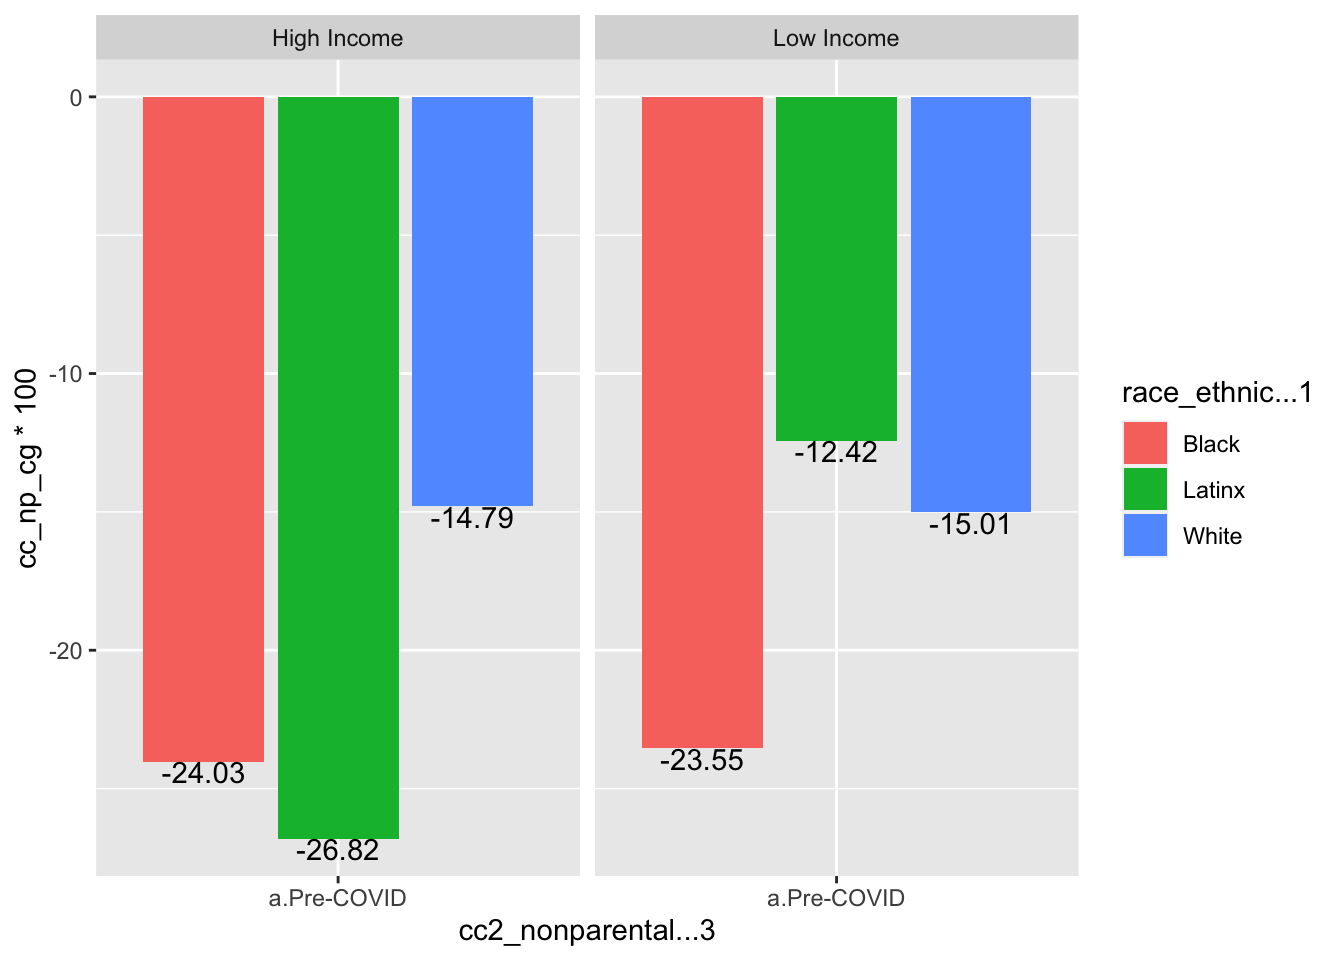 High Income
Low Income
0
-10
-20
-24.03
-26.82
-14.79
-23.55
-12.42
-15.01
a.Pre-COVID
a.Pre-COVID
cc2_nonparental...3
cc_np_cg * 100
race_ethnic...1
Black
Latinx
White